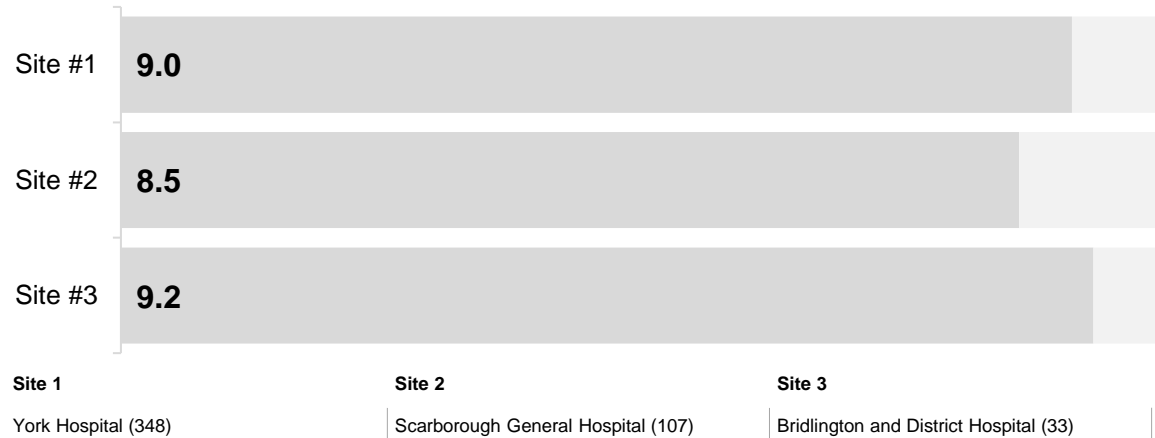 Site #1 9.0
Site #2 8.5
Site #3 9.2
Site 1 Site 2 Site 3
York Hospital (348) Scarborough General Hospital (107) Bridlington and District Hospital (33)